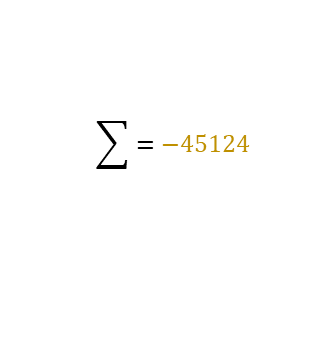 ∑ = −45124